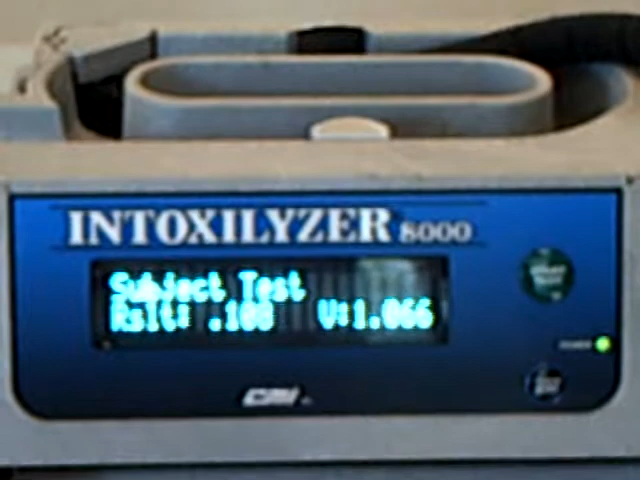 INTOXILYZER 8000
Subject Test
Rslt: .108 V:1.066
CMI